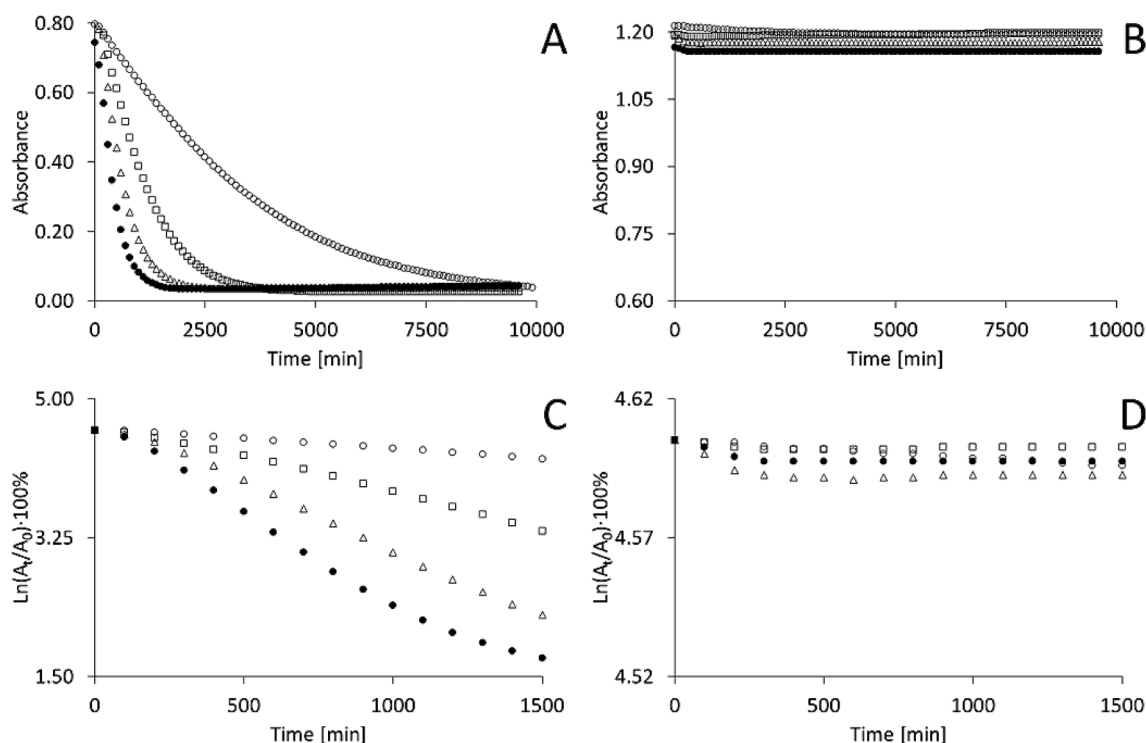 A
0.80
0.60
0.40
0.20
0.00
Absorbance
0 2500 5000 7500 10000
Time [min]
B
1.20
1.05
0.90
0.75
0.60
Absorbance
0 2500 5000 7500 10000
Time [min]
C
5.00
3.25
1.50
Ln(Aₜ/A₀)·100%
0 500 1000 1500
Time [min]
D
4.62
4.57
4.52
Ln(Aₜ/A₀)·100%
0 500 1000 1500
Time [min]